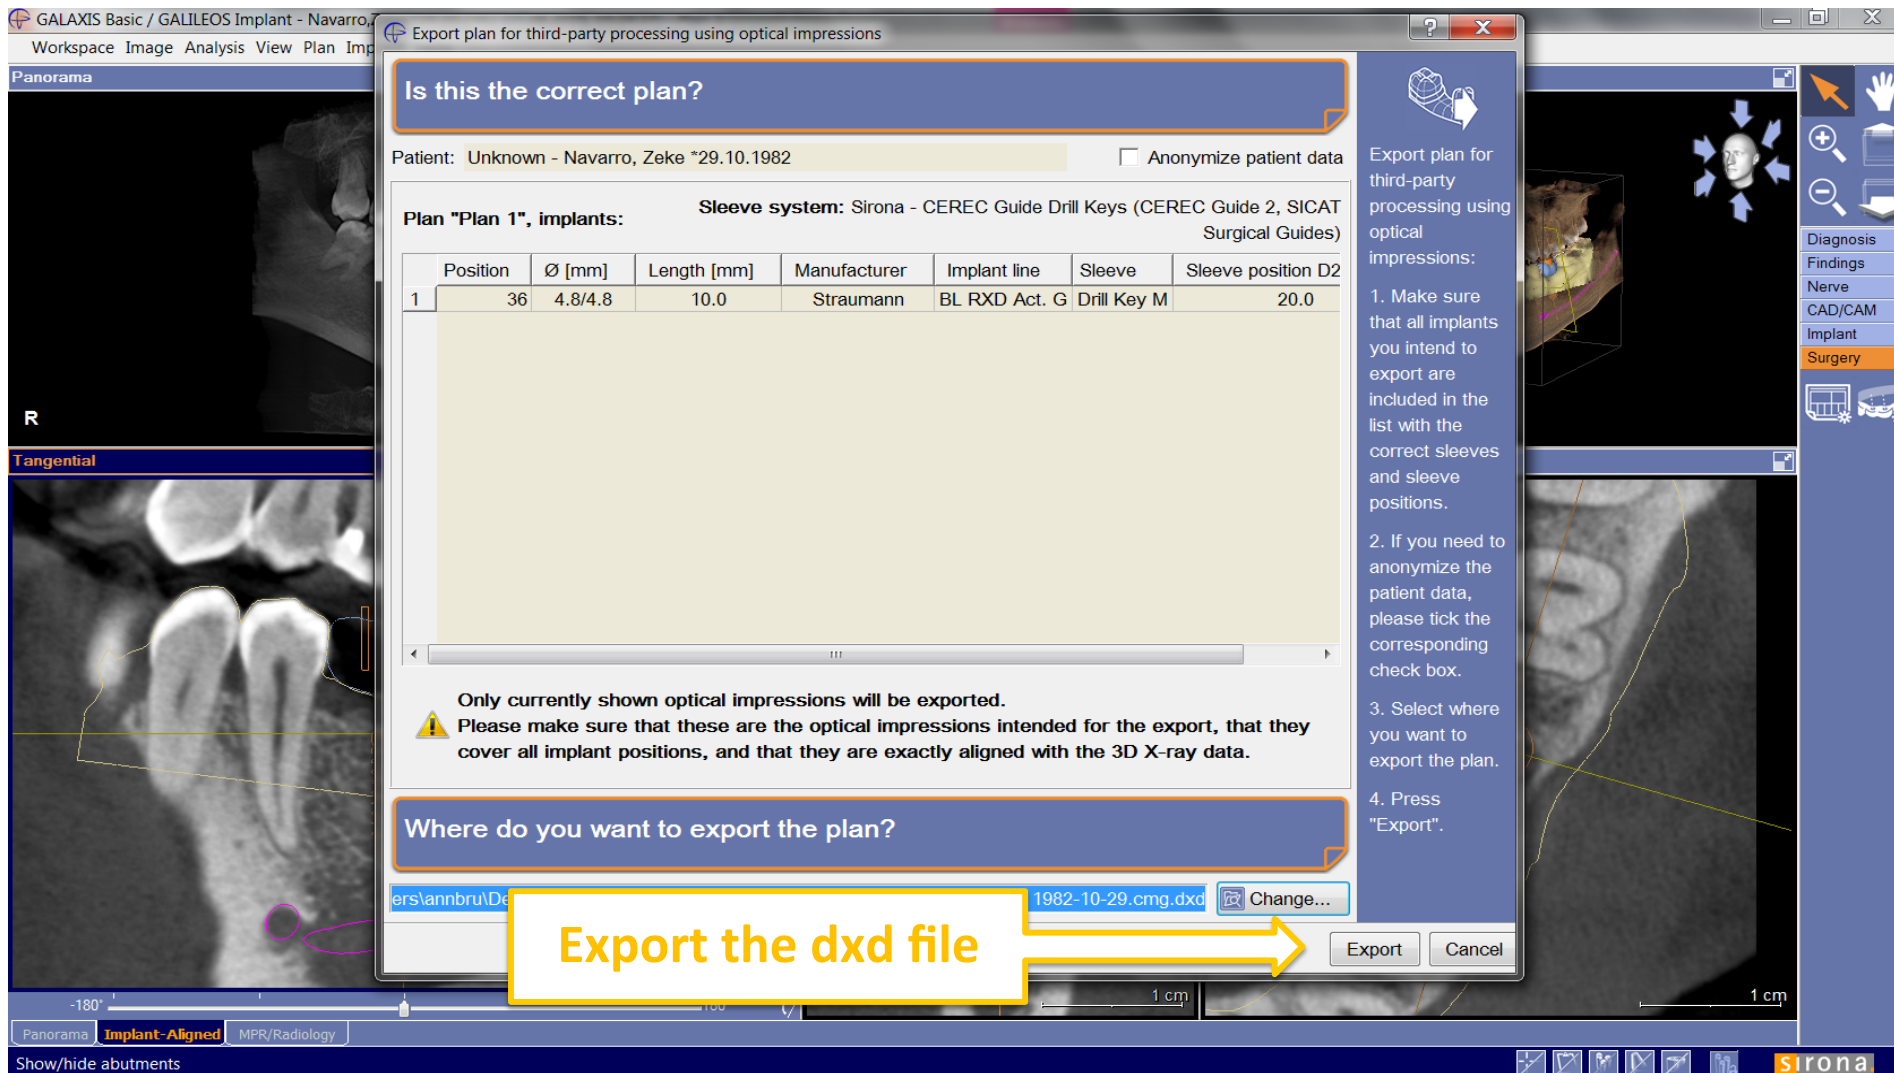 GALAXIS Basic / GALILEOS Implant - Navarro,
Workspace Image Analysis View Plan Imp
Panorama
R
Tangential
Export plan for third-party processing using optical impressions
Is this the correct plan?
Patient: Unknown - Navarro, Zeke *29.10.1982
Anonymize patient data
Plan "Plan 1", implants:
Sleeve system: Sirona - CEREC Guide Drill Keys (CEREC Guide 2, SICAT
Surgical Guides)
Position Ø [mm] Length [mm] Manufacturer Implant line Sleeve Sleeve position D2
1 36 4.8/4.8 10.0 Straumann BL RXD Act. G Drill Key M 20.0
Only currently shown optical impressions will be exported.
Please make sure that these are the optical impressions intended for the export, that they
cover all implant positions, and that they are exactly aligned with the 3D X-ray data.
Where do you want to export the plan?
ers\annbru\De
1982-10-29.cmg.dxd
Change...
Export the dxd file
Export
Cancel
Export plan for
third-party
processing using
optical
impressions:
1. Make sure
that all implants
you intend to
export are
included in the
list with the
correct sleeves
and sleeve
positions.
2. If you need to
anonymize the
patient data,
please tick the
corresponding
check box.
3. Select where
you want to
export the plan.
4. Press
"Export".
Diagnosis
Findings
Nerve
CAD/CAM
Implant
Surgery
-180°
1 cm
1 cm
Panorama Implant-Aligned MPR/Radiology
Show/hide abutments
sirona.